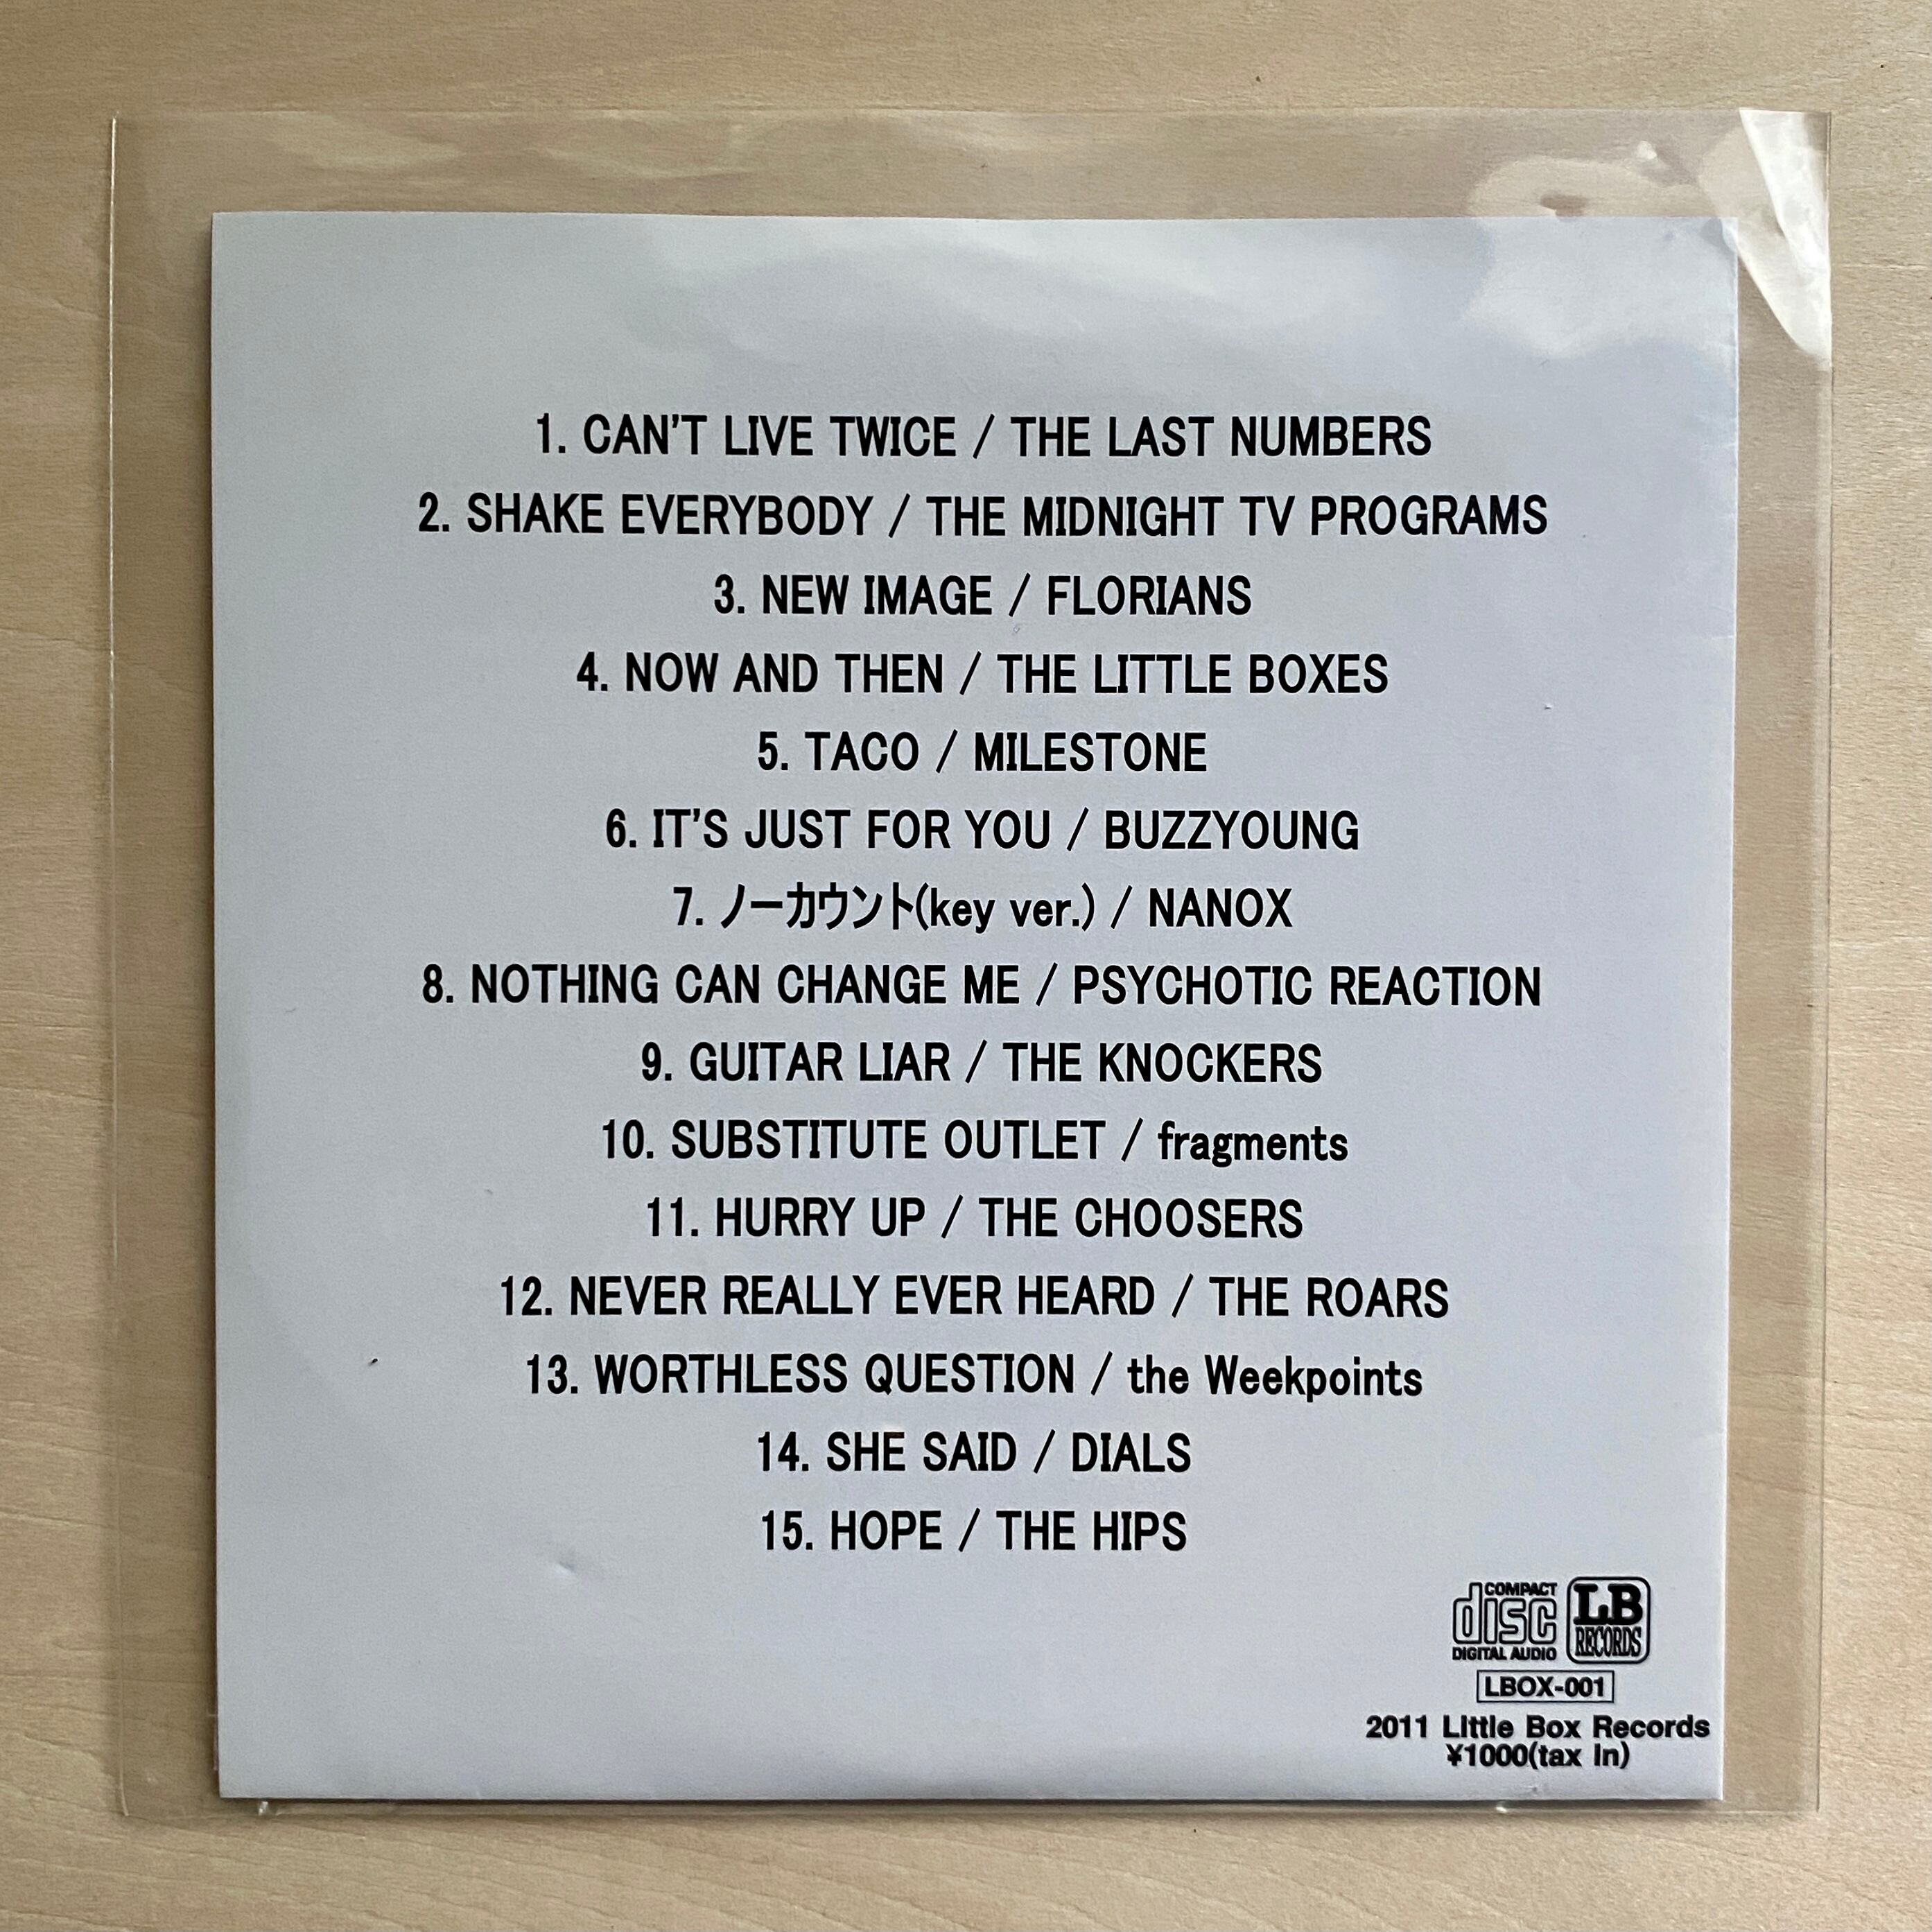 1. CAN'T LIVE TWICE / THE LAST NUMBERS
2. SHAKE EVERYBODY / THE MIDNIGHT TV PROGRAMS
3. NEW IMAGE / FLORIANS
4. NOW AND THEN / THE LITTLE BOXES
5. TACO / MILESTONE
6. IT'S JUST FOR YOU / BUZZYOUNG
7. ノーカウント(key ver.) / NANOX
8. NOTHING CAN CHANGE ME / PSYCHOTIC REACTION
9. GUITAR LIAR / THE KNOCKERS
10. SUBSTITUTE OUTLET / fragments
11. HURRY UP / THE CHOOSERS
12. NEVER REALLY EVER HEARD / THE ROARS
13. WORTHLESS QUESTION / the Weekpoints
14. SHE SAID / DIALS
15. HOPE / THE HIPS
COMPACT
disc
DIGITAL AUDIO
LB
RECORDS
LBOX-001
2011 Little Box Records
¥1000(tax in)